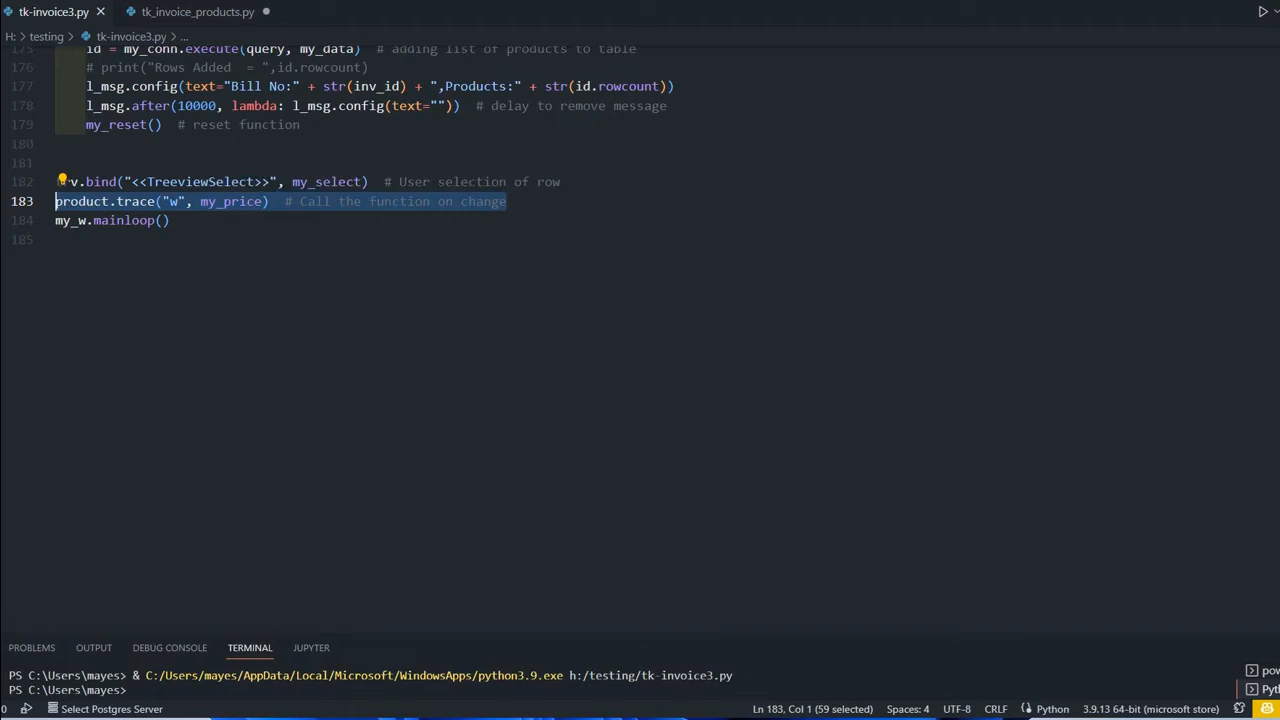 tk-invoice3.py
tk_invoice_products.py
H: > testing > tk-invoice3.py > ...
175 id = my_conn.execute(query, my_data)  # adding list of products to table
176 # print("Rows Added  = ",id.rowcount)
177 l_msg.config(text="Bill No:" + str(inv_id) + ",Products:" + str(id.rowcount))
178 l_msg.after(10000, lambda: l_msg.config(text=""))  # delay to remove message
179 my_reset()  # reset function
180
181
182 v.bind("<<TreeviewSelect>>", my_select)  # User selection of row
183 product.trace("w", my_price)  # Call the function on change
184 my_w.mainloop()
185
PROBLEMS OUTPUT DEBUG CONSOLE TERMINAL JUPYTER
PS C:\Users\mayes> & C:/Users/mayes/AppData/Local/Microsoft/WindowsApps/python3.9.exe h:/testing/tk-invoice3.py
PS C:\Users\mayes>
pow
Pyth
0 Select Postgres Server Ln 183, Col 1 (59 selected) Spaces: 4 UTF-8 CRLF Python 3.9.13 64-bit (microsoft store)